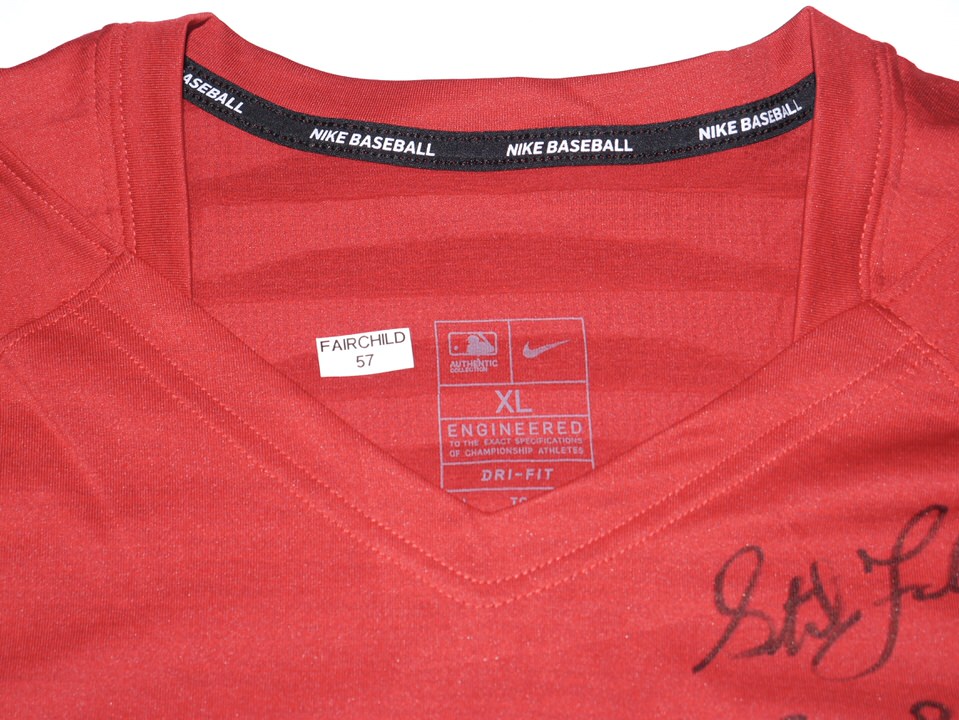 ASEBALL NIKE BASEBALL NIKE BASEBALL NIKE BASEBALL
FAIRCHILD
57
AUTHENTIC
COLLECTION
XL
ENGINEERED
TO THE EXACT SPECIFICATIONS
OF CHAMPIONSHIP ATHLETES
DRI-FIT